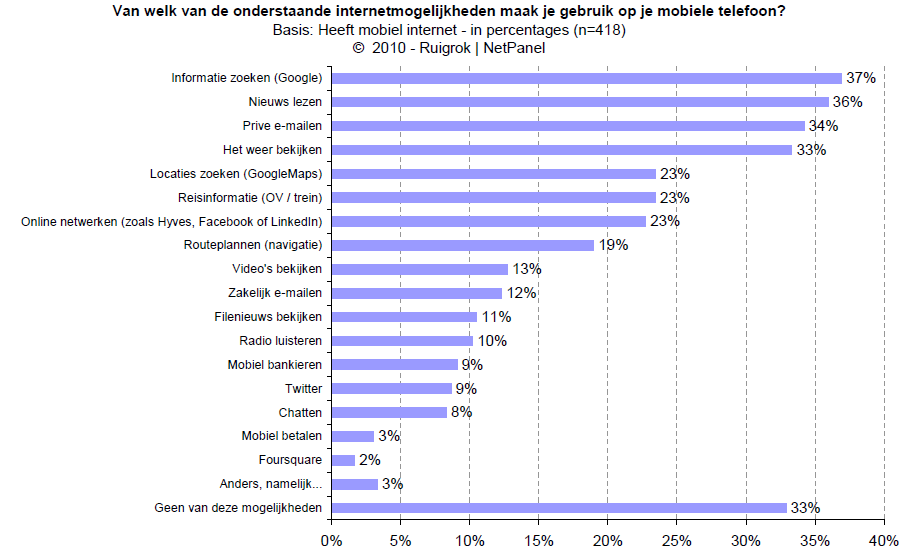 Van welk van de onderstaande internetmogelijkheden maak je gebruik op je mobiele telefoon?
Basis: Heeft mobiel internet - in percentages (n=418)
© 2010 - Ruigrok | NetPanel
Informatie zoeken (Google) 37%
Nieuws lezen 36%
Prive e-mailen 34%
Het weer bekijken 33%
Locaties zoeken (GoogleMaps) 23%
Reisinformatie (OV / trein) 23%
Online netwerken (zoals Hyves, Facebook of LinkedIn) 23%
Routeplannen (navigatie) 19%
Video's bekijken 13%
Zakelijk e-mailen 12%
Filenieuws bekijken 11%
Radio luisteren 10%
Mobiel bankieren 9%
Twitter 9%
Chatten 8%
Mobiel betalen 3%
Foursquare 2%
Anders, namelijk... 3%
Geen van deze mogelijkheden 33%
0% 5% 10% 15% 20% 25% 30% 35% 40%